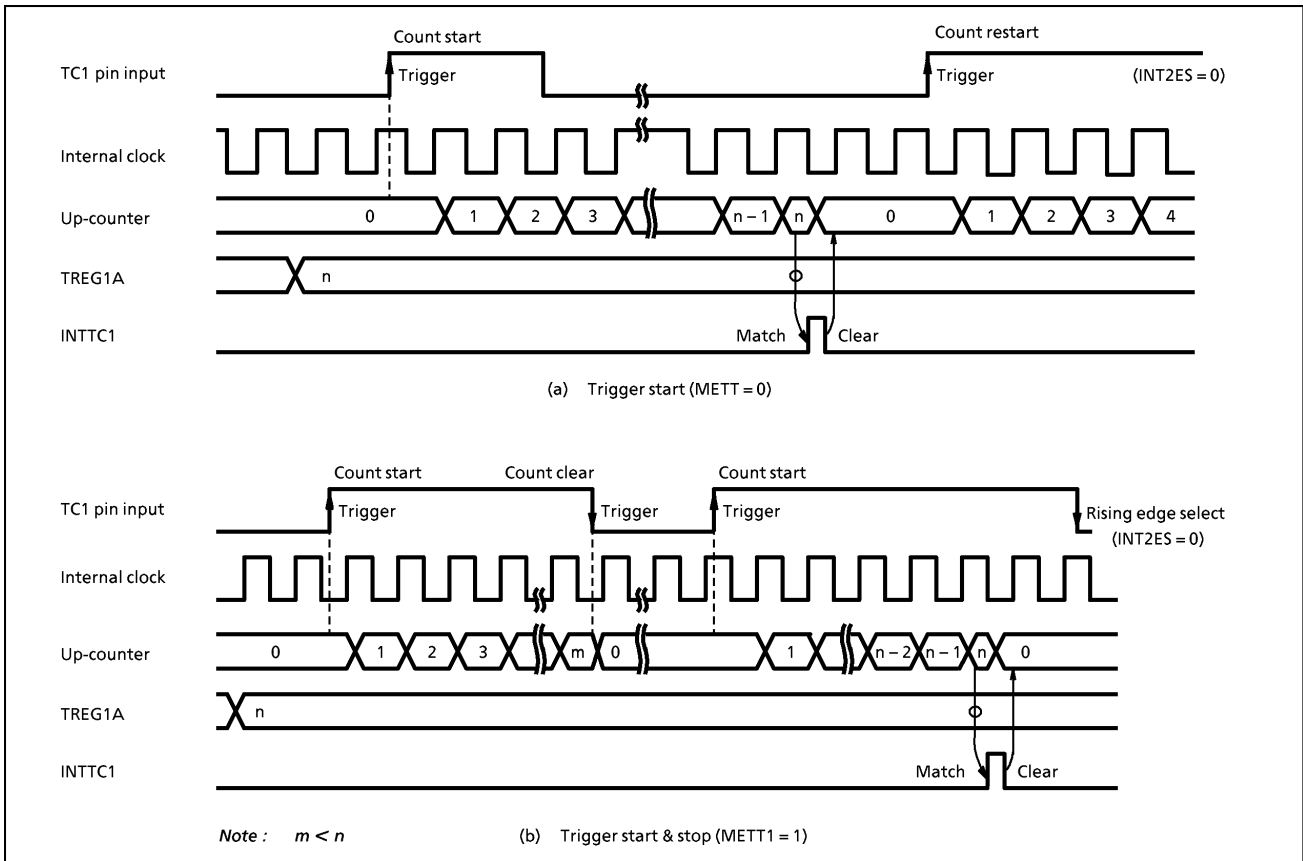 Count start
Count restart
TC1 pin input
Trigger
Trigger
(INT2ES = 0)
Internal clock
Up-counter
0 1 2 3 n – 1 n 0 1 2 3 4
TREG1A
n
INTTC1
Match
Clear
(a) Trigger start (METT = 0)
Count start
Count clear
Count start
TC1 pin input
Trigger
Trigger
Trigger
Rising edge select
(INT2ES = 0)
Internal clock
Up-counter
0 1 2 3 m 0 1 n – 2 n – 1 n 0
TREG1A
n
INTTC1
Match
Clear
Note : m < n
(b) Trigger start & stop (METT1 = 1)